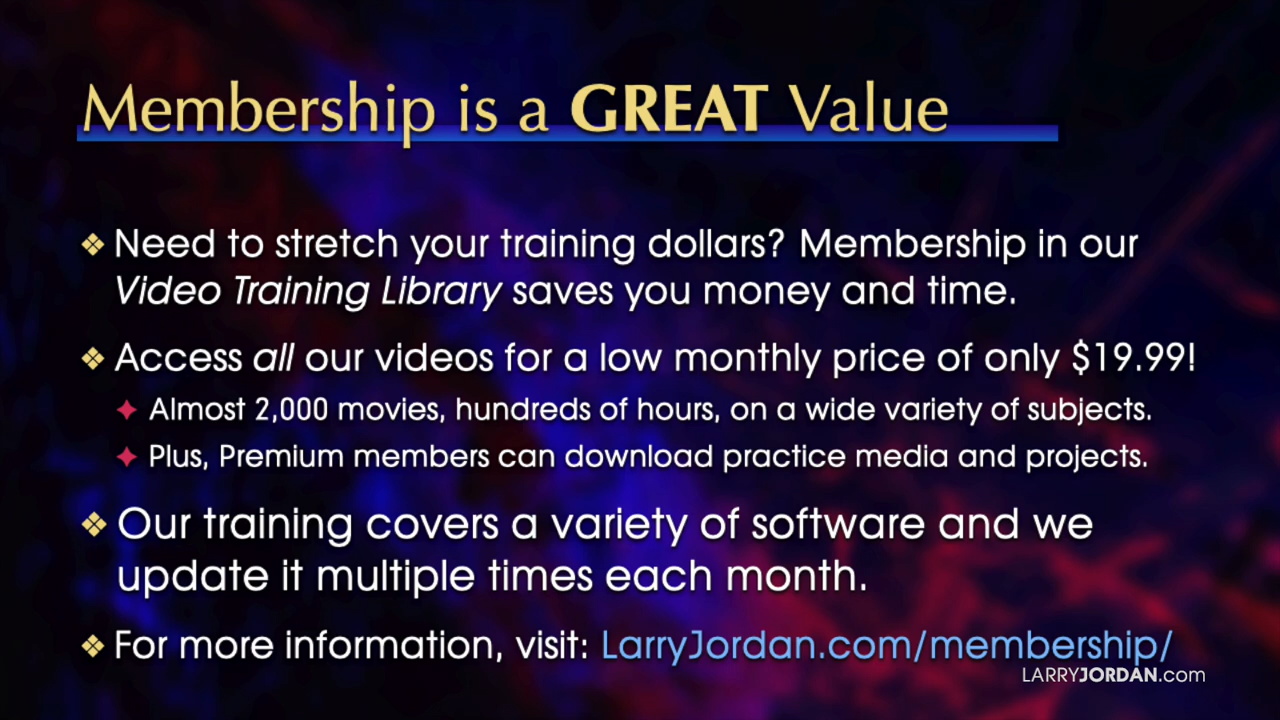 Membership is a GREAT Value
❖ Need to stretch your training dollars? Membership in our
Video Training Library saves you money and time.
❖ Access all our videos for a low monthly price of only $19.99!
✦ Almost 2,000 movies, hundreds of hours, on a wide variety of subjects.
✦ Plus, Premium members can download practice media and projects.
❖ Our training covers a variety of software and we
update it multiple times each month.
❖ For more information, visit: LarryJordan.com/membership/
LARRYJORDAN.com